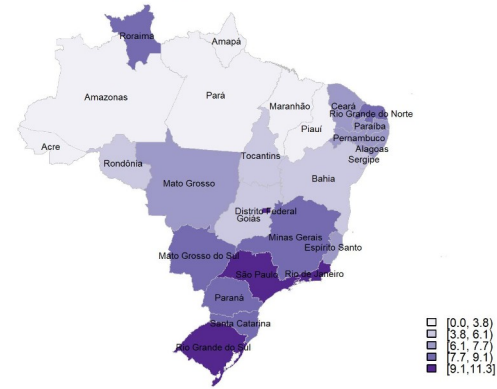 Roraima
Amapá
Amazonas
Pará
Maranhão
Ceará
Rio Grande do Norte
Piauí
Paraíba
Pernambuco
Acre
Alagoas
Sergipe
Rondônia
Tocantins
Bahia
Mato Grosso
Distrito Federal
Goiás
Minas Gerais
Espírito Santo
Mato Grosso do Sul
São Paulo
Rio de Janeiro
Paraná
Santa Catarina
Rio Grande do Sul
[0.0, 3.8)
[3.8, 6.1)
[6.1, 7.7)
[7.7, 9.1)
[9.1,11.3]